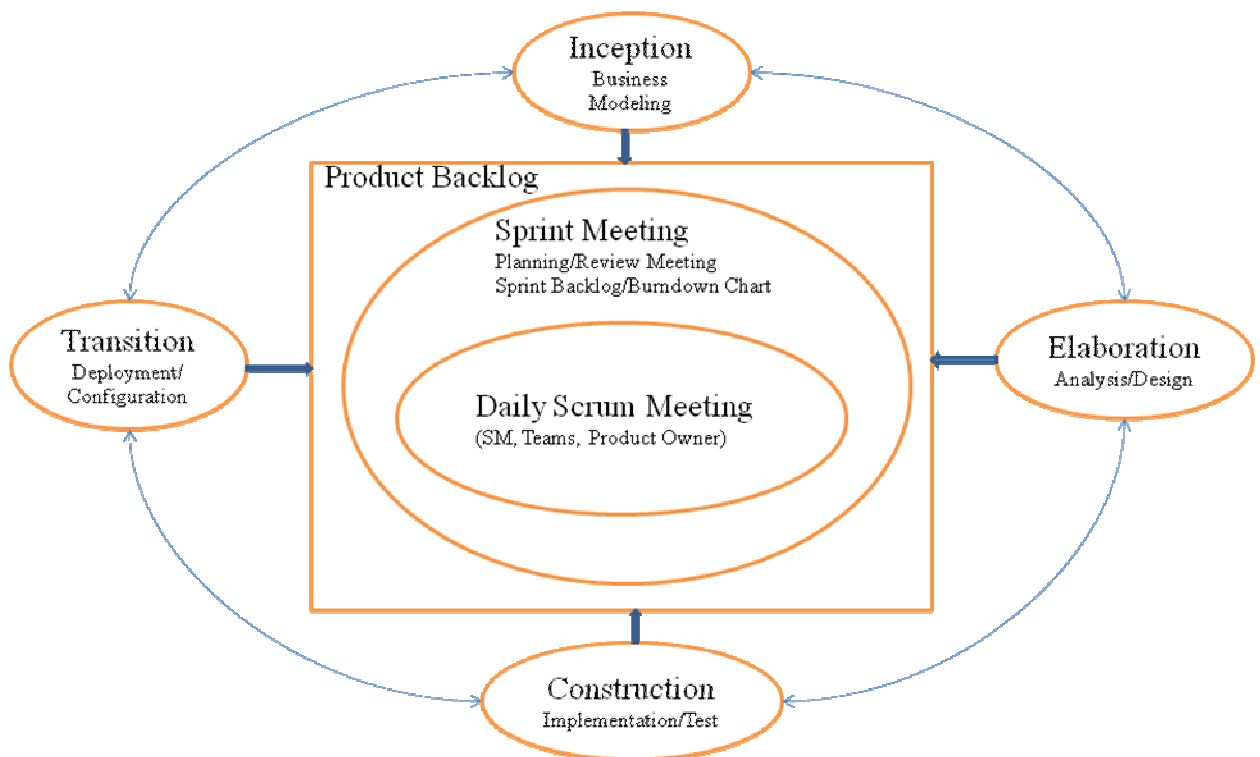 Inception
Business
Modeling
Product Backlog
Sprint Meeting
Planning/Review Meeting
Sprint Backlog/Burndown Chart
Transition
Deployment/
Configuration
Elaboration
Analysis/Design
Daily Scrum Meeting
(SM, Teams, Product Owner)
Construction
Implementation/Test